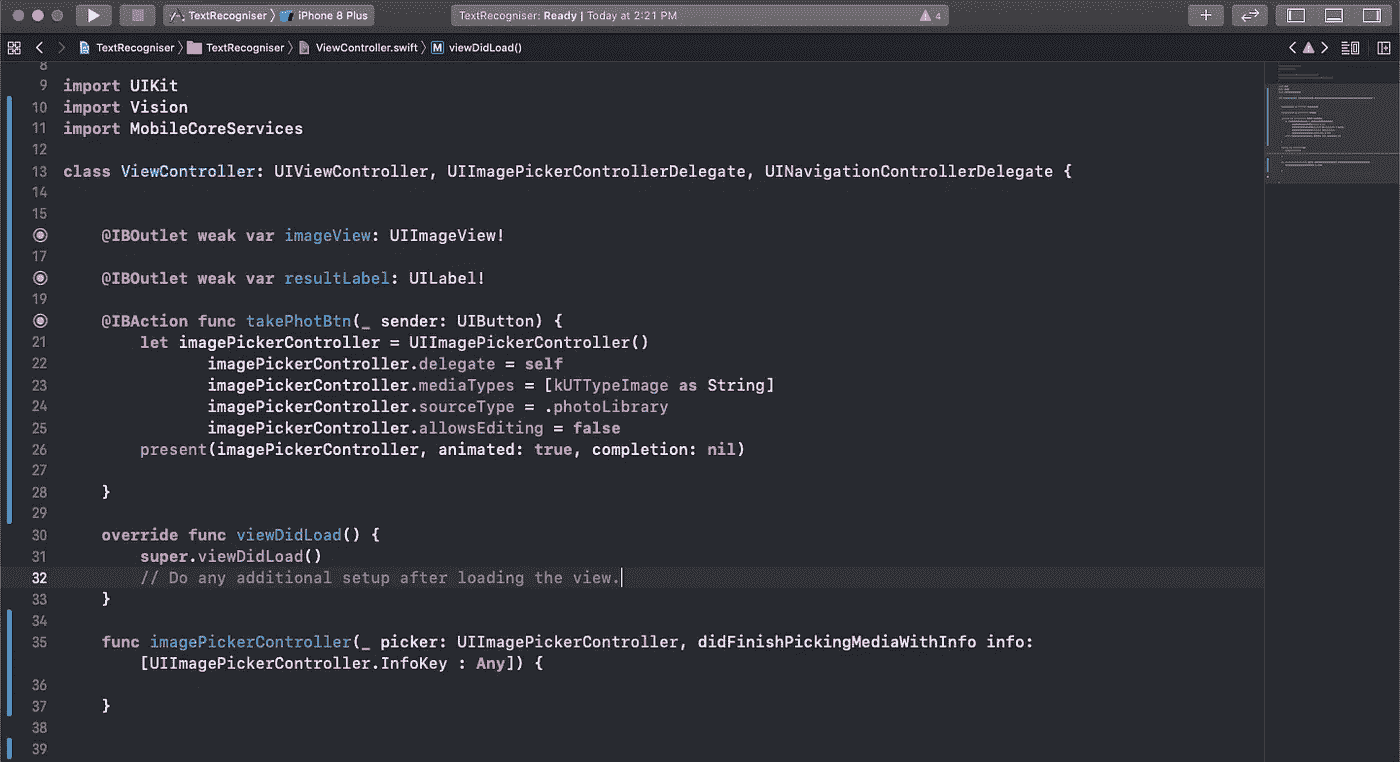 TextRecogniser iPhone 8 Plus TextRecogniser: Ready | Today at 2:21 PM 4
TextRecogniser TextRecogniser ViewController.swift M viewDidLoad()
8
9 import UIKit
10 import Vision
11 import MobileCoreServices
12
13 class ViewController: UIViewController, UIImagePickerControllerDelegate, UINavigationControllerDelegate {
14
15
@IBOutlet weak var imageView: UIImageView!
17
@IBOutlet weak var resultLabel: UILabel!
19
@IBAction func takePhotBtn(_ sender: UIButton) {
21 let imagePickerController = UIImagePickerController()
22 imagePickerController.delegate = self
23 imagePickerController.mediaTypes = [kUTTypeImage as String]
24 imagePickerController.sourceType = .photoLibrary
25 imagePickerController.allowsEditing = false
26 present(imagePickerController, animated: true, completion: nil)
27
28 }
29
30 override func viewDidLoad() {
31 super.viewDidLoad()
32 // Do any additional setup after loading the view.
33 }
34
35 func imagePickerController(_ picker: UIImagePickerController, didFinishPickingMediaWithInfo info:
[UIImagePickerController.InfoKey : Any]) {
36
37 }
38
39